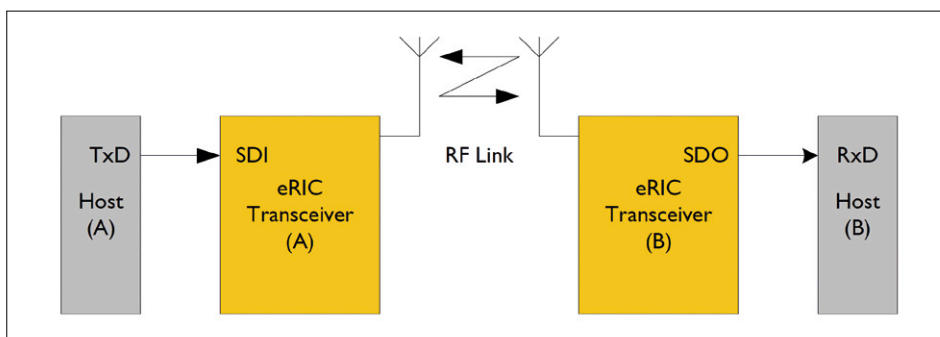 TxD
Host
(A)
SDI
eRIC
Transceiver
(A)
RF Link
SDO
eRIC
Transceiver
(B)
RxD
Host
(B)